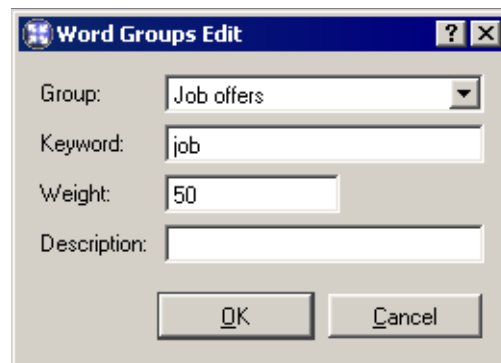 Word Groups Edit
Group: Job offers
Keyword: job
Weight: 50
Description:
OK Cancel